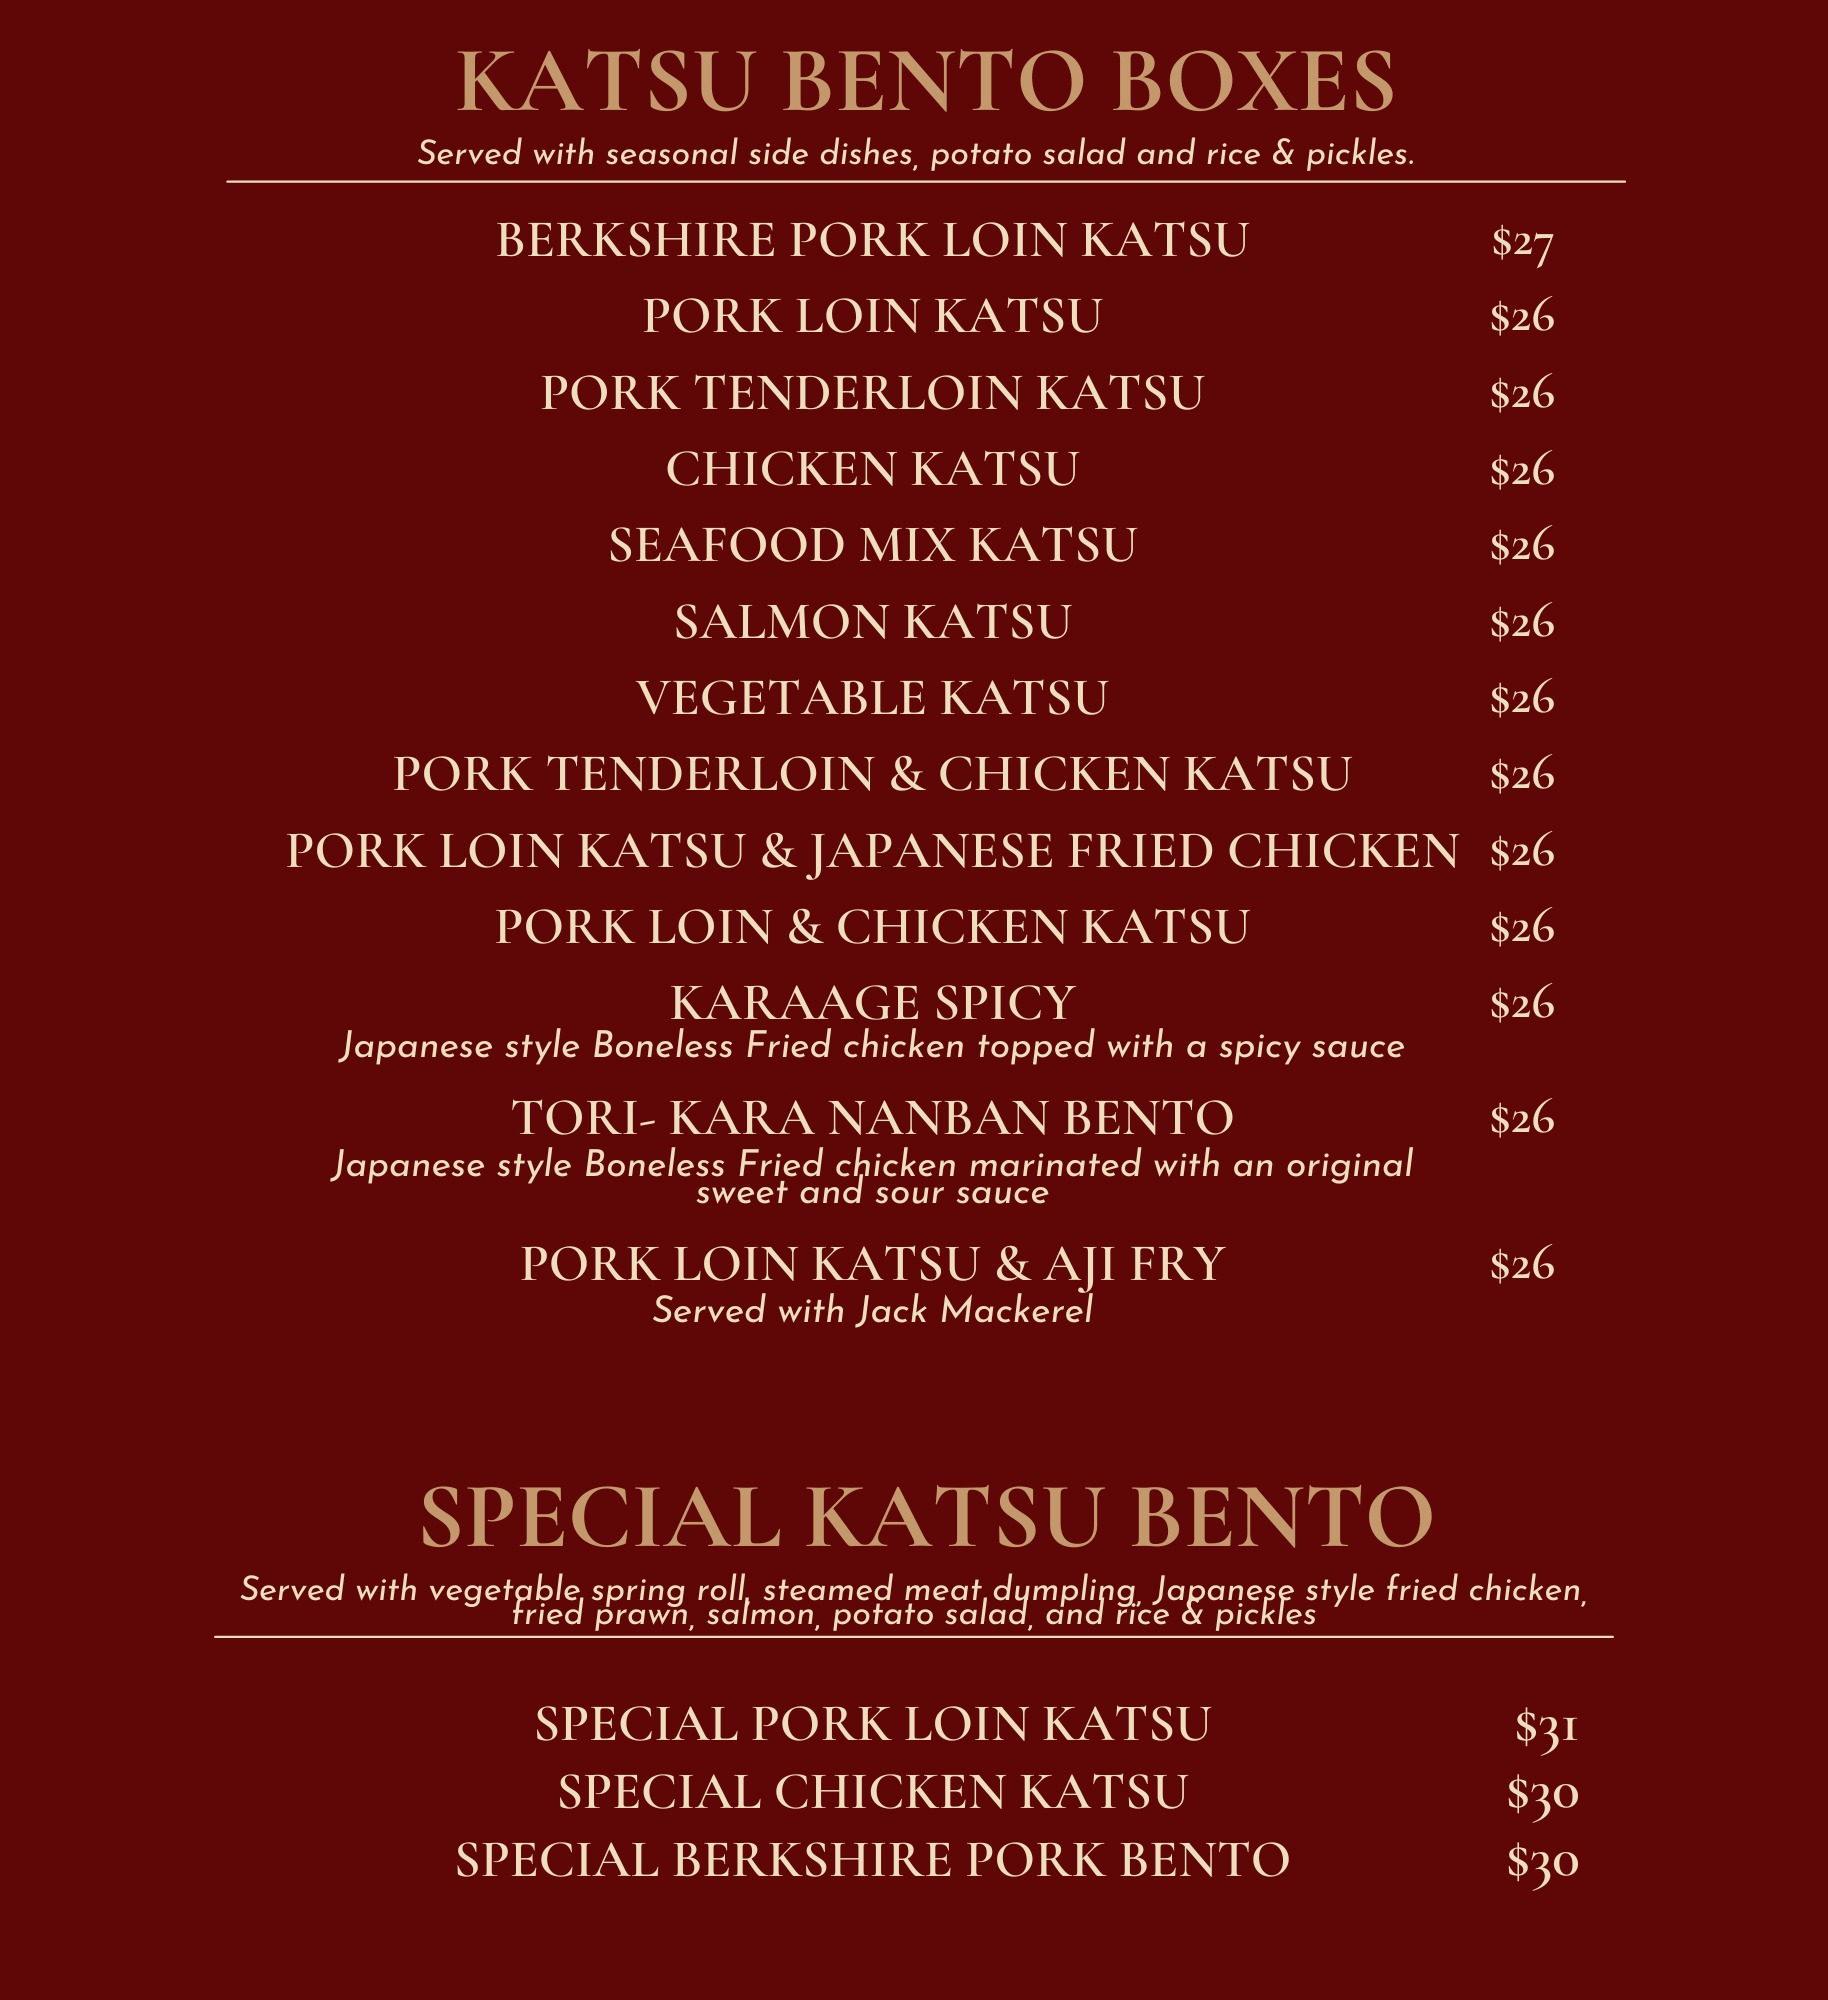 KATSU BENTO BOXES
Served with seasonal side dishes, potato salad and rice & pickles.
BERKSHIRE PORK LOIN KATSU $27
PORK LOIN KATSU $26
PORK TENDERLOIN KATSU $26
CHICKEN KATSU $26
SEAFOOD MIX KATSU $26
SALMON KATSU $26
VEGETABLE KATSU $26
PORK TENDERLOIN & CHICKEN KATSU $26
PORK LOIN KATSU & JAPANESE FRIED CHICKEN $26
PORK LOIN & CHICKEN KATSU $26
KARAAGE SPICY $26
Japanese style Boneless Fried chicken topped with a spicy sauce
TORI- KARA NANBAN BENTO $26
Japanese style Boneless Fried chicken marinated with an original
sweet and sour sauce
PORK LOIN KATSU & AJI FRY $26
Served with Jack Mackerel
SPECIAL KATSU BENTO
Served with vegetable spring roll, steamed meat dumpling, Japanese style fried chicken,
fried prawn, salmon, potato salad, and rice & pickles
SPECIAL PORK LOIN KATSU $31
SPECIAL CHICKEN KATSU $30
SPECIAL BERKSHIRE PORK BENTO $30